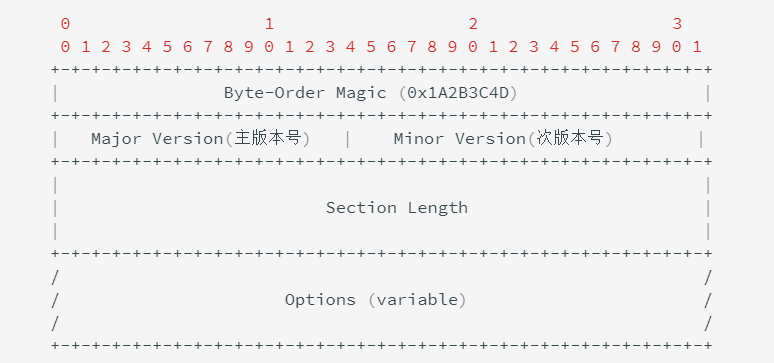 0                   1                   2                   3
 0 1 2 3 4 5 6 7 8 9 0 1 2 3 4 5 6 7 8 9 0 1 2 3 4 5 6 7 8 9 0 1
+-+-+-+-+-+-+-+-+-+-+-+-+-+-+-+-+-+-+-+-+-+-+-+-+-+-+-+-+-+-+-+-+
|                Byte-Order Magic (0x1A2B3C4D)                  |
+-+-+-+-+-+-+-+-+-+-+-+-+-+-+-+-+-+-+-+-+-+-+-+-+-+-+-+-+-+-+-+-+
|   Major Version(主版本号)   |    Minor Version(次版本号)        |
+-+-+-+-+-+-+-+-+-+-+-+-+-+-+-+-+-+-+-+-+-+-+-+-+-+-+-+-+-+-+-+-+
|                                                               |
|                          Section Length                       |
|                                                               |
+-+-+-+-+-+-+-+-+-+-+-+-+-+-+-+-+-+-+-+-+-+-+-+-+-+-+-+-+-+-+-+-+
/                                                               /
/                      Options (variable)                       /
/                                                               /
+-+-+-+-+-+-+-+-+-+-+-+-+-+-+-+-+-+-+-+-+-+-+-+-+-+-+-+-+-+-+-+-+